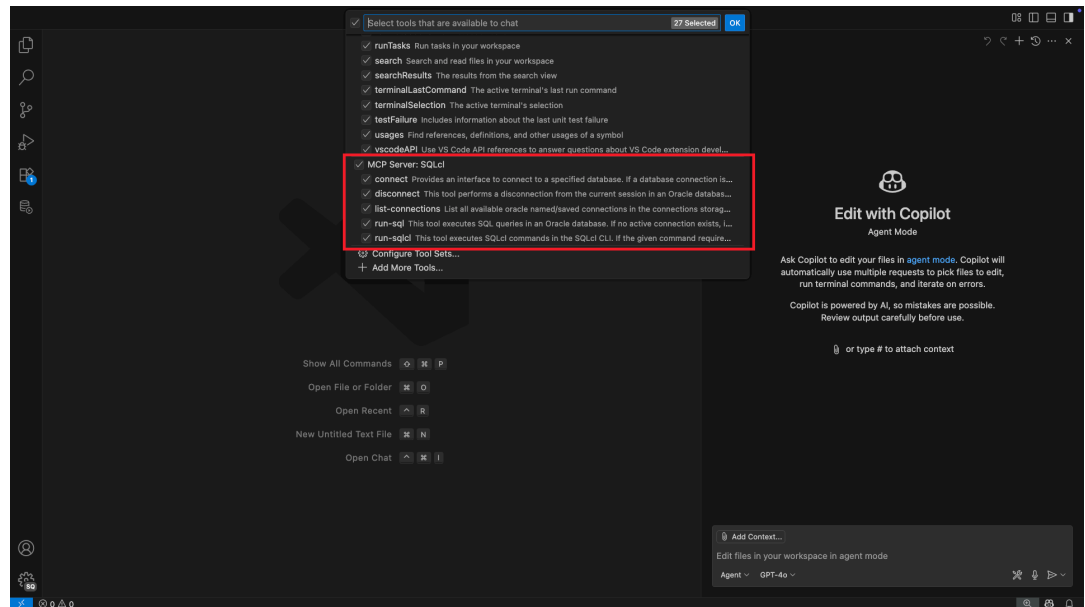 Select tools that are available to chat
27 Selected
OK
runTasks Run tasks in your workspace
search Search and read files in your workspace
searchResults The results from the search view
terminalLastCommand The active terminal's last run command
terminalSelection The active terminal's selection
testFailure Includes information about the last unit test failure
usages Find references, definitions, and other usages of a symbol
vscodeAPI Use VS Code API references to answer questions about VS Code extension devel...
MCP Server: SQLcl
connect Provides an interface to connect to a specified database. If a database connection is...
disconnect This tool performs a disconnection from the current session in an Oracle databas...
list-connections List all available oracle named/saved connections in the connections storag...
run-sql This tool executes SQL queries in an Oracle database. If no active connection exists, i...
run-sqlcl This tool executes SQLcl commands in the SQLcl CLI. If the given command require...
Configure Tool Sets...
Add More Tools...
1
Edit with Copilot
Agent Mode
Ask Copilot to edit your files in agent mode. Copilot will
automatically use multiple requests to pick files to edit,
run terminal commands, and iterate on errors.
Copilot is powered by AI, so mistakes are possible.
Review output carefully before use.
or type # to attach context
Show All Commands ⇧ ⌘ P
Open File or Folder ⌘ O
Open Recent ^ R
New Untitled Text File ⌘ N
Open Chat ^ ⌘ I
Add Context...
Edit files in your workspace in agent mode
Agent GPT-4o
SQ
0 0